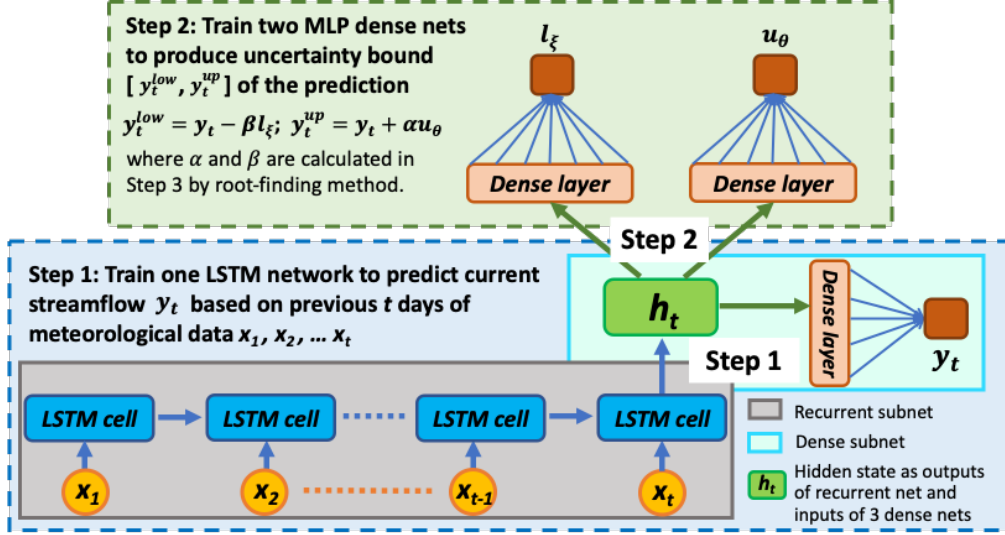 Step 2: Train two MLP dense nets
to produce uncertainty bound
[ y_t^{low}, y_t^{up} ] of the prediction
y_t^{low} = y_t − βl_ξ; y_t^{up} = y_t + αu_θ
where α and β are calculated in
Step 3 by root-finding method.
l_ξ
u_θ
Dense layer
Dense layer
Step 2
Step 1: Train one LSTM network to predict current
streamflow y_t based on previous t days of
meteorological data x_1, x_2, ... x_t
h_t
Dense layer
y_t
Step 1
LSTM cell
LSTM cell
LSTM cell
LSTM cell
x_1
x_2
x_{t-1}
x_t
Recurrent subnet
Dense subnet
h_t
Hidden state as outputs
of recurrent net and
inputs of 3 dense nets